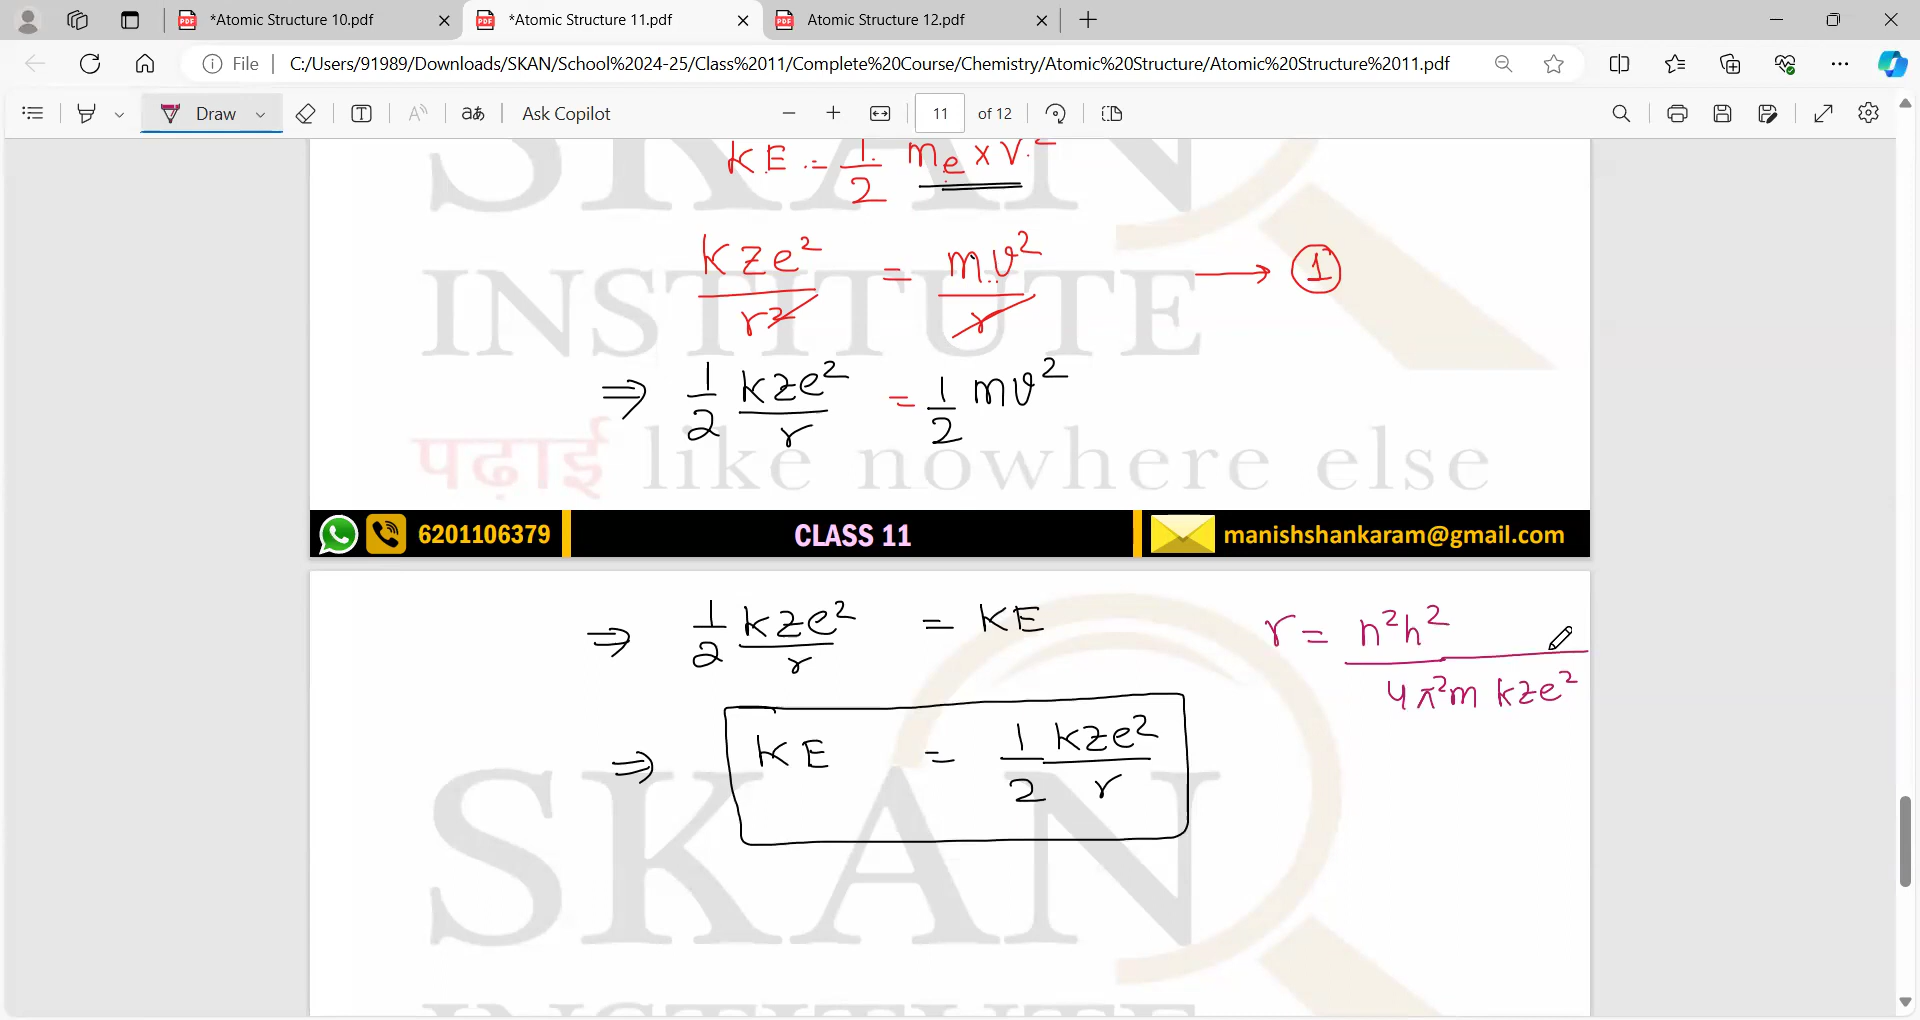 *Atomic Structure 10.pdf
*Atomic Structure 11.pdf
Atomic Structure 12.pdf
File
C:/Users/91989/Downloads/SKAN/School%2024-25/Class%2011/Complete%20Course/Chemistry/Atomic%20Structure/Atomic%20Structure%2011.pdf
Draw
Ask Copilot
11 of 12
KE = 1/2 me × v²
kze²/r² = mv²/r → ①
⇒ 1/2 kze²/r = 1/2 mv²
SKAN
INSTITUTE
पढ़ाई like nowhere else
6201106379
CLASS 11
manishshankaram@gmail.com
⇒ 1/2 kze²/r = KE
r = n²h²/4π²m kze²
⇒ KE = 1/2 kze²/r
SKAN
INSTITUTE